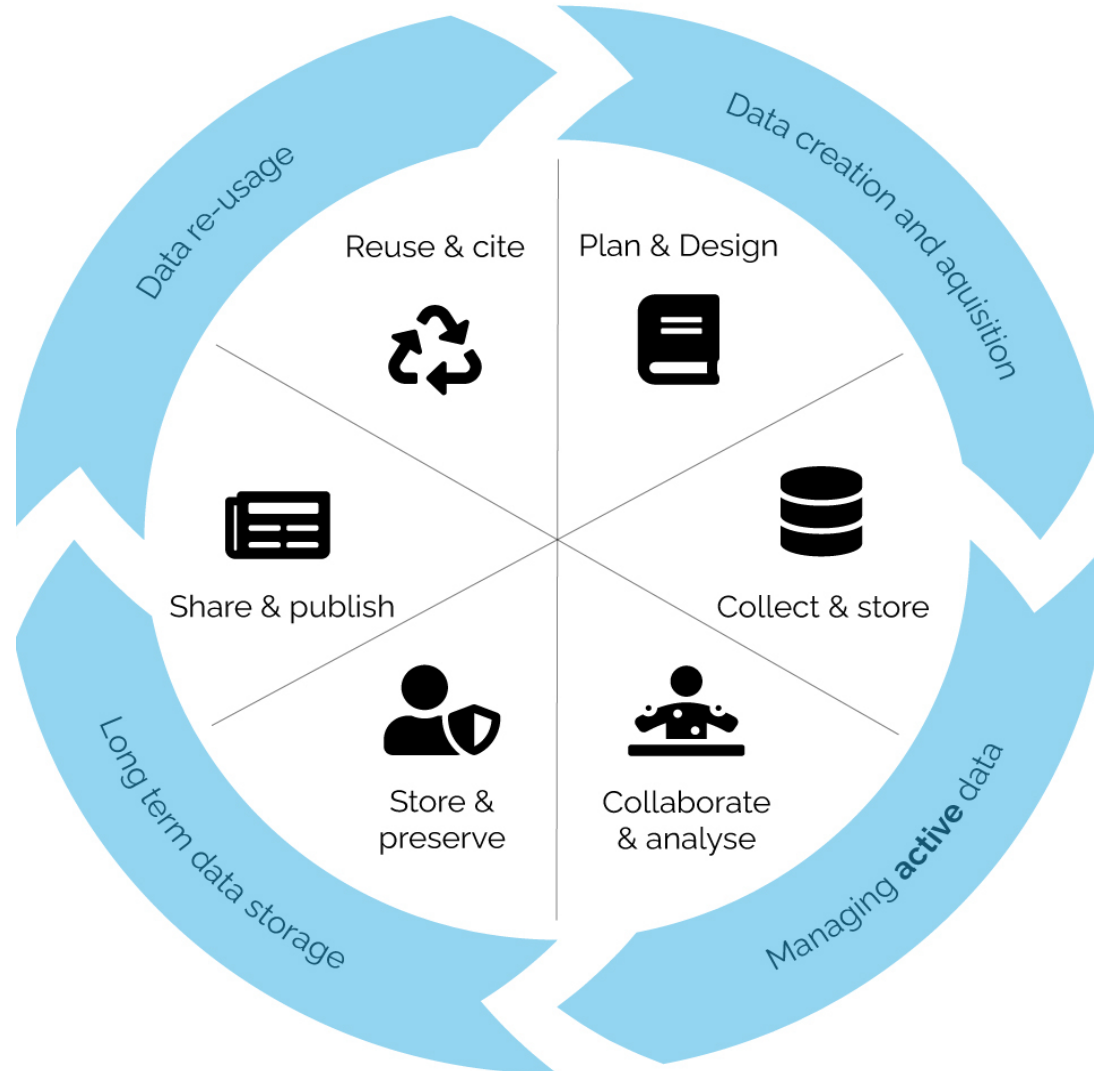 Data creation and aquisition
Managing active data
Long term data storage
Data re-usage
Plan & Design
Collect & store
Collaborate
& analyse
Store &
preserve
Share & publish
Reuse & cite